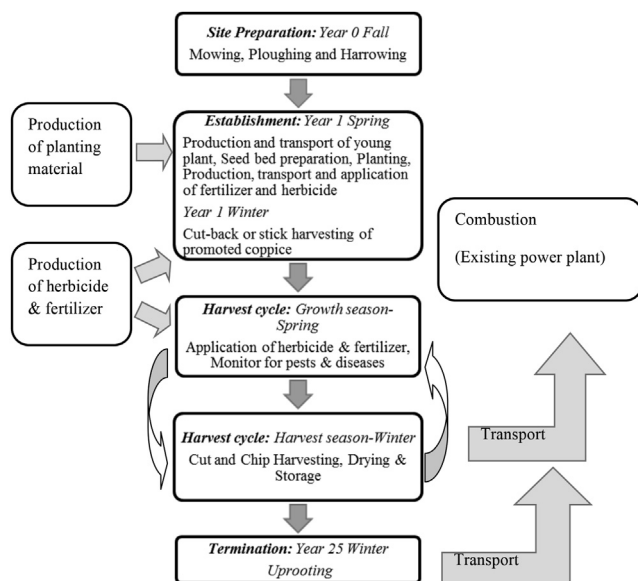 Site Preparation: Year 0 Fall
Mowing, Ploughing and Harrowing
Production
of planting
material
Establishment: Year 1 Spring
Production and transport of young
plant, Seed bed preparation, Planting,
Production, transport and application
of fertilizer and herbicide
Year 1 Winter
Cut-back or stick harvesting of
promoted coppice
Combustion
(Existing power plant)
Production
of herbicide
& fertilizer
Harvest cycle: Growth season-
Spring
Application of herbicide & fertilizer,
Monitor for pests & diseases
Harvest cycle: Harvest season-Winter
Cut and Chip Harvesting, Drying &
Storage
Transport
Termination: Year 25 Winter
Uprooting
Transport